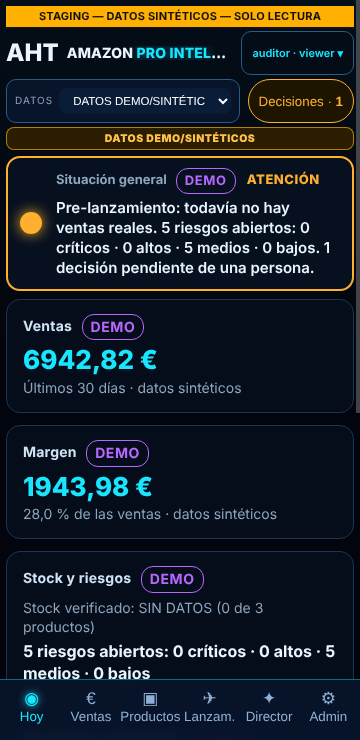 STAGING — DATOS SINTÉTICOS — SOLO LECTURA
AHT AMAZON PRO INTEL... auditor · viewer ▾
DATOS DATOS DEMO/SINTÉTIC Decisiones · 1
DATOS DEMO/SINTÉTICOS
Situación general DEMO ATENCIÓN
Pre-lanzamiento: todavía no hay
ventas reales. 5 riesgos abiertos: 0
críticos · 0 altos · 5 medios · 0 bajos. 1
decisión pendiente de una persona.
Ventas DEMO
6942,82 €
Últimos 30 días · datos sintéticos
Margen DEMO
1943,98 €
28,0 % de las ventas · datos sintéticos
Stock y riesgos DEMO
Stock verificado: SIN DATOS (0 de 3
productos)
5 riesgos abiertos: 0 críticos · 0 altos · 5
medios · 0 bajos
Hoy Ventas Productos Lanzam. Director Admin